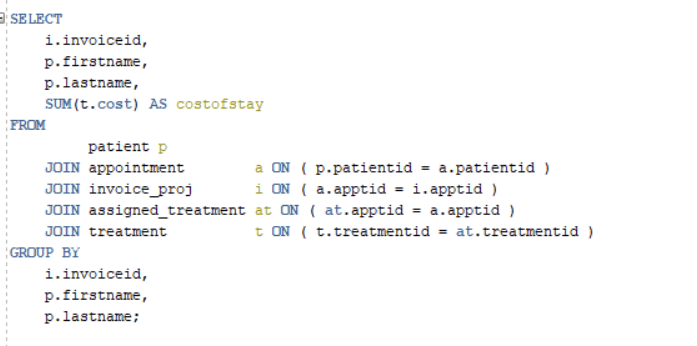 SELECT
i.invoiceid,
p.firstname,
p.lastname,
SUM(t.cost) AS costofstay
FROM
patient p
JOIN appointment a ON ( p.patientid = a.patientid )
JOIN invoice_proj i ON ( a.apptid = i.apptid )
JOIN assigned_treatment at ON ( at.apptid = a.apptid )
JOIN treatment t ON ( t.treatmentid = at.treatmentid )
GROUP BY
i.invoiceid,
p.firstname,
p.lastname;